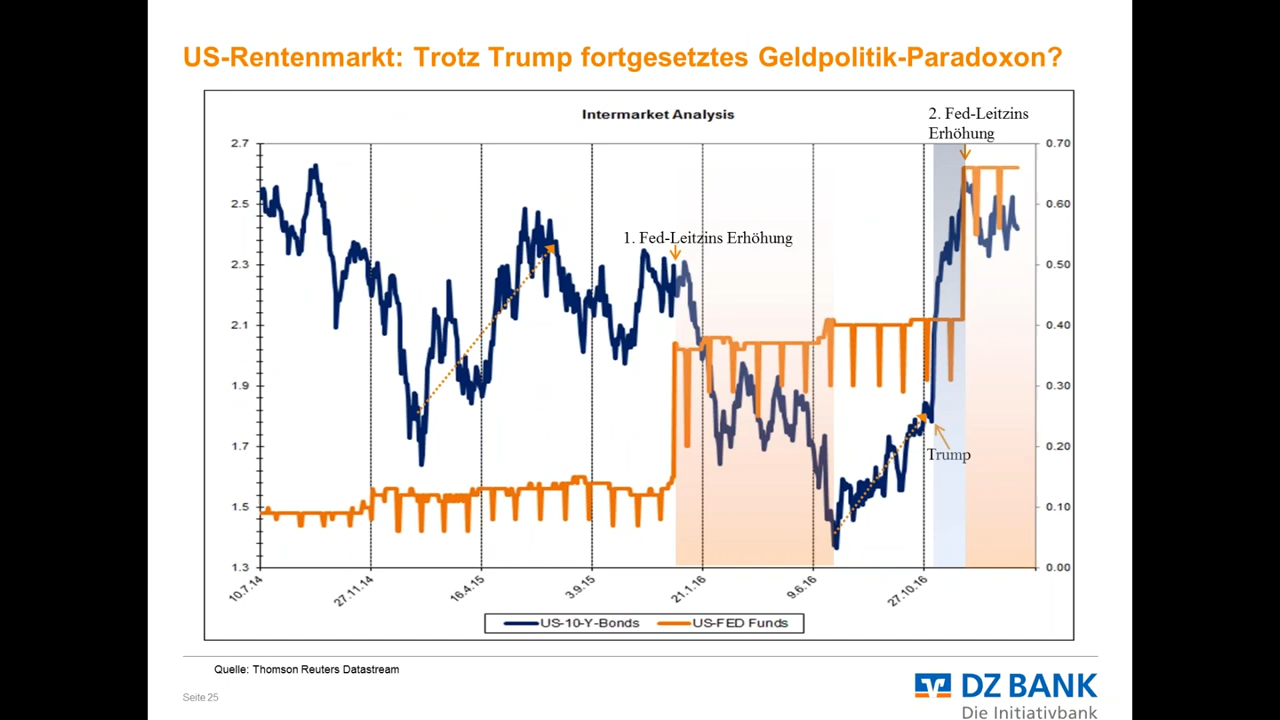 US-Rentenmarkt: Trotz Trump fortgesetztes Geldpolitik-Paradoxon?
Intermarket Analysis
2. Fed-Leitzins
Erhöhung
1. Fed-Leitzins Erhöhung
Trump
2.7
2.5
2.3
2.1
1.9
1.7
1.5
1.3
0.70
0.60
0.50
0.40
0.30
0.20
0.10
0.00
10.7.14
27.11.14
16.4.15
3.9.15
21.1.16
9.6.16
27.10.16
US-10-Y-Bonds
US-FED Funds
Quelle: Thomson Reuters Datastream
Seite 25
DZ BANK
Die Initiativbank